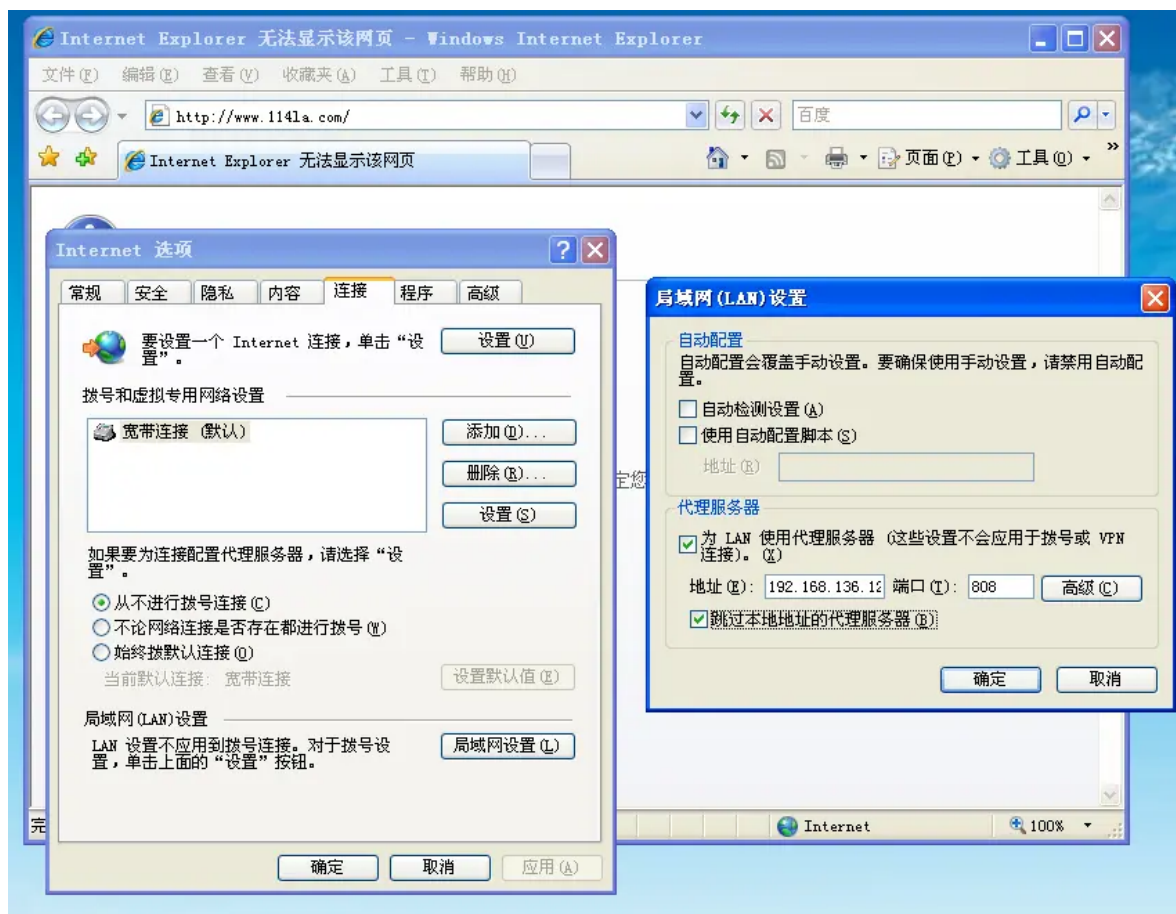 Internet Explorer 无法显示该网页 - Windows Internet Explorer
文件(F) 编辑(E) 查看(V) 收藏夹(A) 工具(T) 帮助(H)
http://www.114la.com/ 百度
Internet Explorer 无法显示该网页 页面(P) 工具(O) »
Internet 选项
常规 安全 隐私 内容 连接 程序 高级
要设置一个 Internet 连接，单击“设
置”。
设置(U)
拨号和虚拟专用网络设置
宽带连接 (默认)
添加(D)...
删除(R)...
设置(S)
如果要为连接配置代理服务器，请选择“设
置”。
从不进行拨号连接(C)
不论网络连接是否存在都进行拨号(W)
始终拨默认连接(O)
当前默认连接: 宽带连接 设置默认值(E)
局域网(LAN)设置
LAN 设置不应用到拨号连接。对于拨号设
置，单击上面的“设置”按钮。
局域网设置(L)
确定 取消 应用(A)
定您
局域网(LAN)设置
自动配置
自动配置会覆盖手动设置。要确保使用手动设置，请禁用自动配
置。
自动检测设置(A)
使用自动配置脚本(S)
地址(R)
代理服务器
为 LAN 使用代理服务器 (这些设置不会应用于拨号或 VPN
连接)。(X)
地址(E): 192.168.136.12 端口(T): 808 高级(C)
跳过本地地址的代理服务器(B)
确定 取消
完
Internet 100%